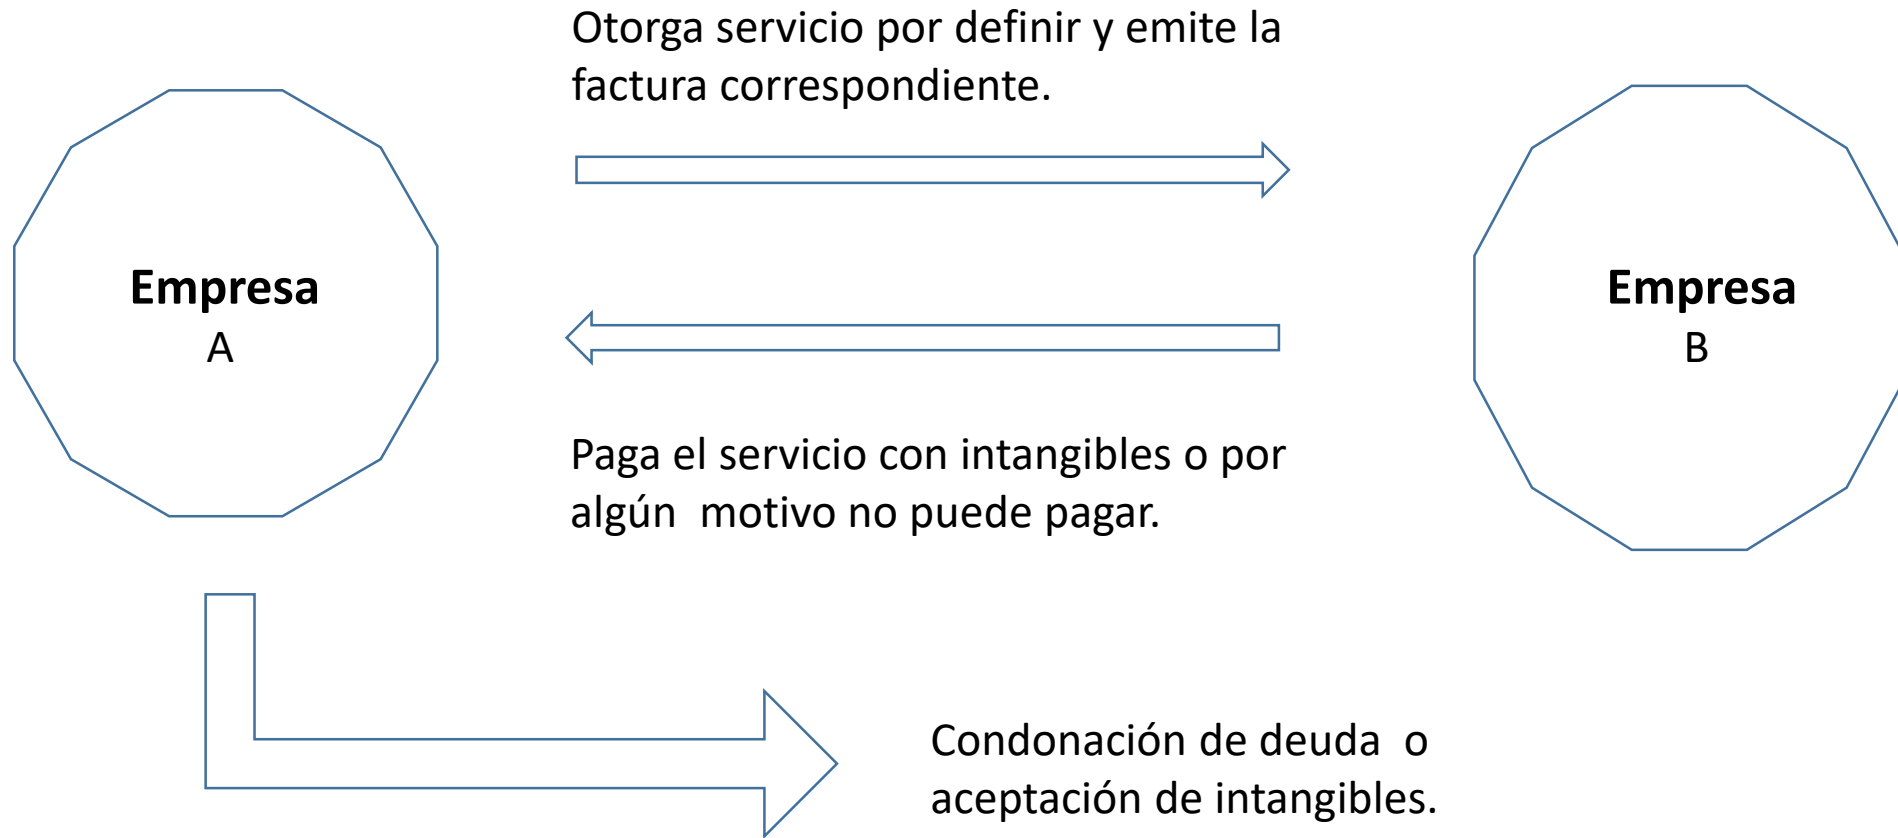 Otorga servicio por definir y emite la
factura correspondiente.
Empresa
A
Empresa
B
Paga el servicio con intangibles o por
algún  motivo no puede pagar.
Condonación de deuda  o
aceptación de intangibles.